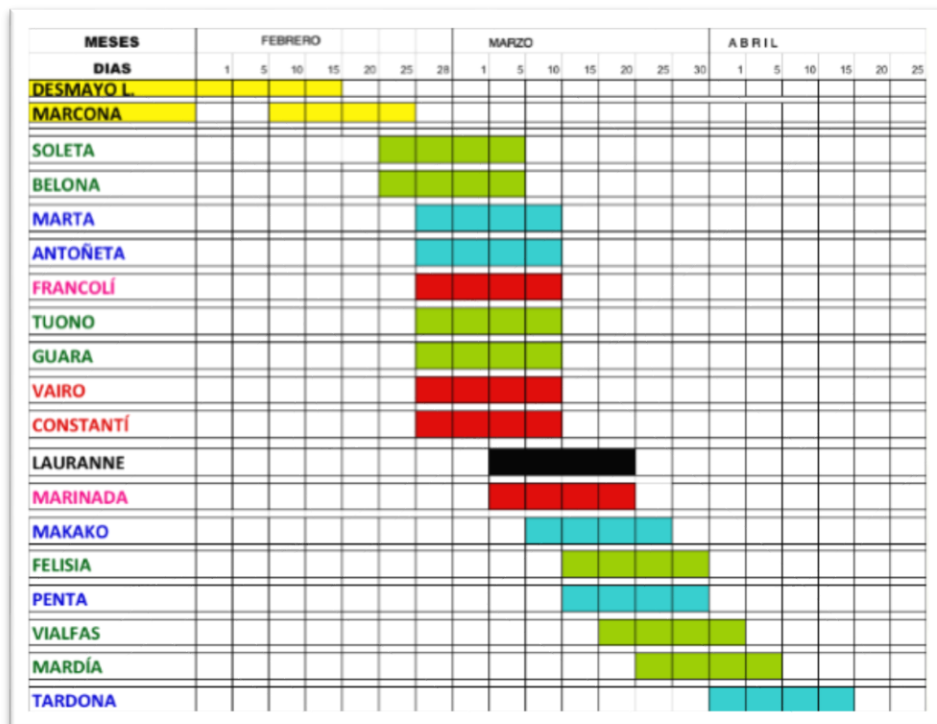 MESES FEBRERO MARZO ABRIL
DIAS 1 5 10 15 20 25 28 1 5 10 15 20 25 30 1 5 10 15 20 25
DESMAYO L.
MARCONA
SOLETA
BELONA
MARTA
ANTOÑETA
FRANCOLÍ
TUONO
GUARA
VAIRO
CONSTANTÍ
LAURANNE
MARINADA
MAKAKO
FELISIA
PENTA
VIALFAS
MARDÍA
TARDONA